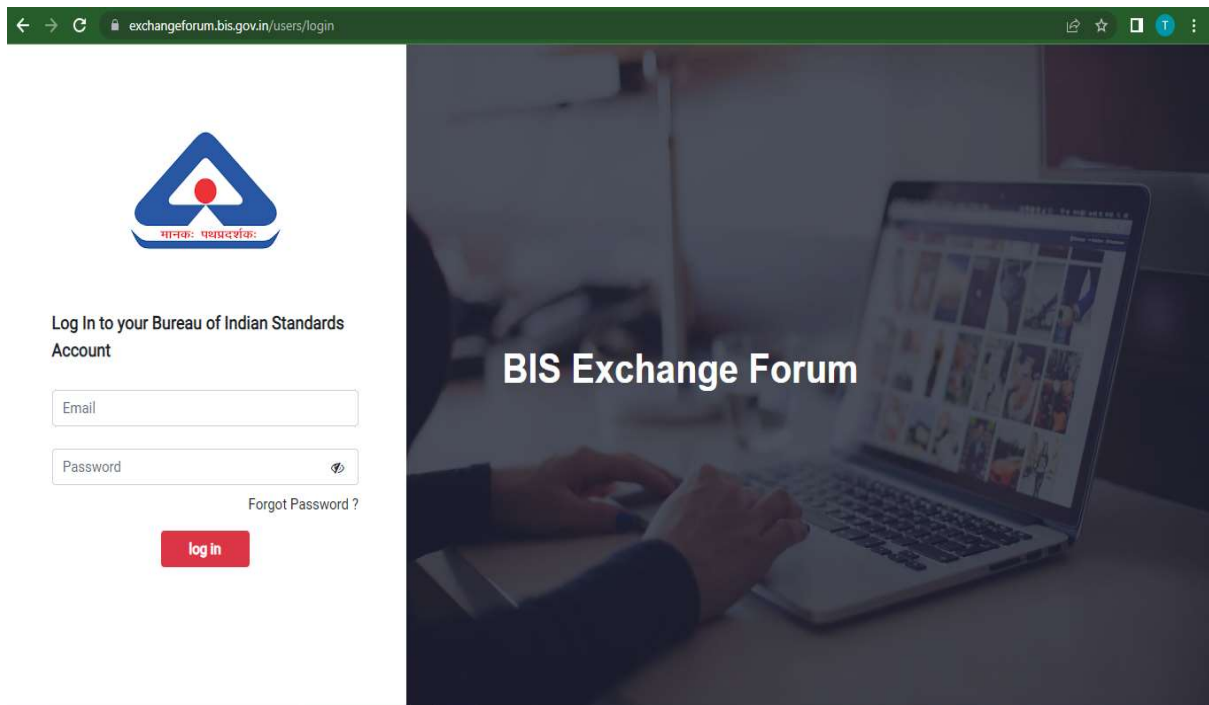 exchangeforum.bis.gov.in/users/login
T
मानकः पथप्रदर्शकः
Log In to your Bureau of Indian Standards
Account
Email
Password
Forgot Password ?
log in
BIS Exchange Forum